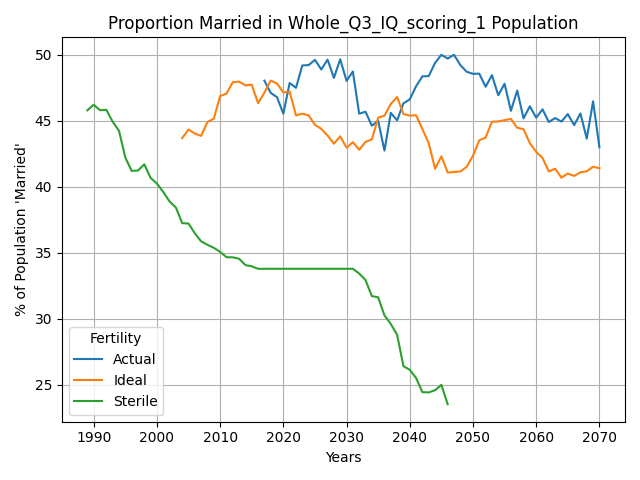 Proportion Married in Whole_Q3_IQ_scoring_1 Population
% of Population 'Married'
50
45
40
35
30
25
Fertility
Actual
Ideal
Sterile
1990 2000 2010 2020 2030 2040 2050 2060 2070
Years